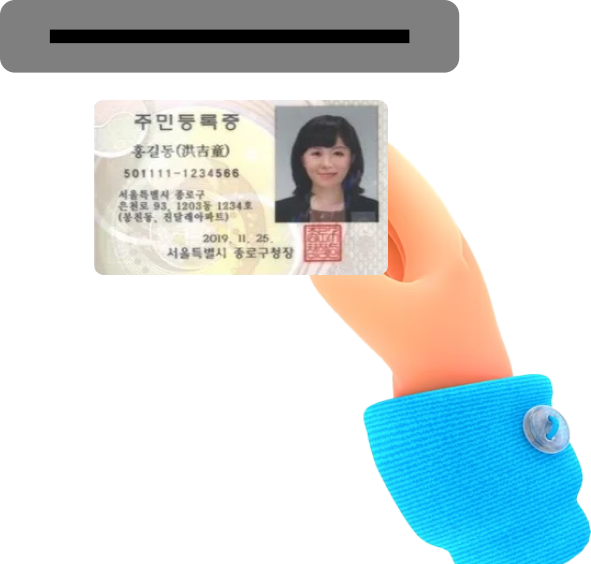 주민등록증
홍길동(洪吉童)
501111-1234566
서울특별시 종로구
은천로 93, 1203동 1234호
(봉천동, 진달래아파트)
2019. 11. 25.
서울특별시 종로구청장